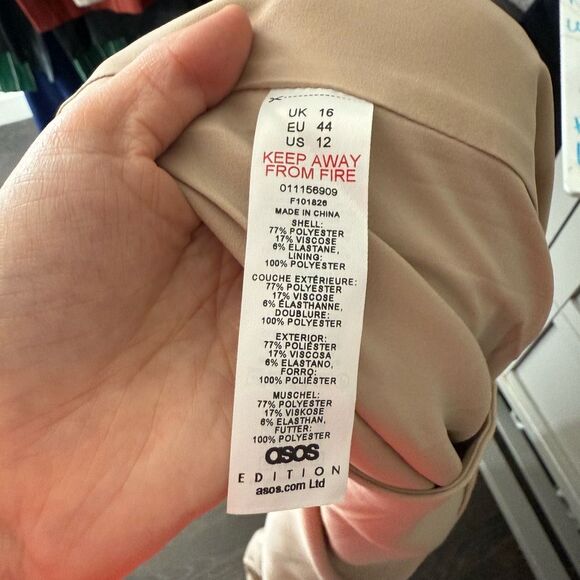 UK 16
EU 44
US 12
KEEP AWAY
FROM FIRE
011156909
F101826
MADE IN CHINA
SHELL:
77% POLYESTER
17% VISCOSE
6% ELASTANE,
LINING:
100% POLYESTER
COUCHE EXTÉRIEURE:
77% POLYESTER
17% VISCOSE
6% ÉLASTHANNE,
DOUBLURE:
100% POLYESTER
EXTERIOR:
77% POLIÉSTER
17% VISCOSA
6% ELASTANO,
FORRO:
100% POLIÉSTER
MUSCHEL:
77% POLYESTER
17% VISKOSE
6% ELASTHAN,
FUTTER:
100% POLYESTER
asos
EDITION
asos.com Ltd